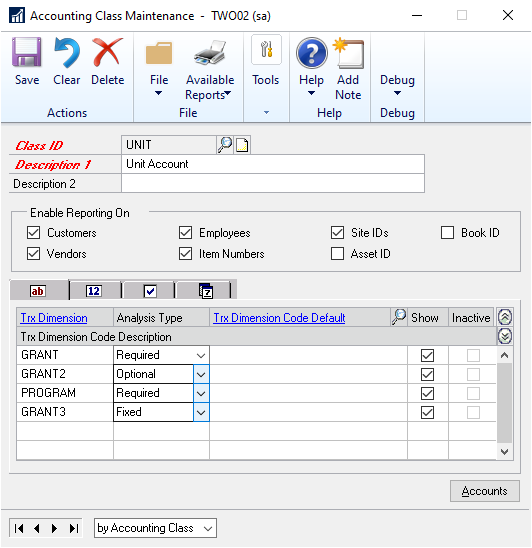 Accounting Class Maintenance - TWO02 (sa)
Save Clear Delete File Available Reports Tools Help Add Note Debug
Actions File Help Debug
Class ID UNIT
Description 1 Unit Account
Description 2
Enable Reporting On
Customers Employees Site IDs Book ID
Vendors Item Numbers Asset ID
ab 12 7
Trx Dimension Analysis Type Trx Dimension Code Default Show Inactive
Trx Dimension Code Description
GRANT Required
GRANT2 Optional
PROGRAM Required
GRANT3 Fixed
Accounts
by Accounting Class